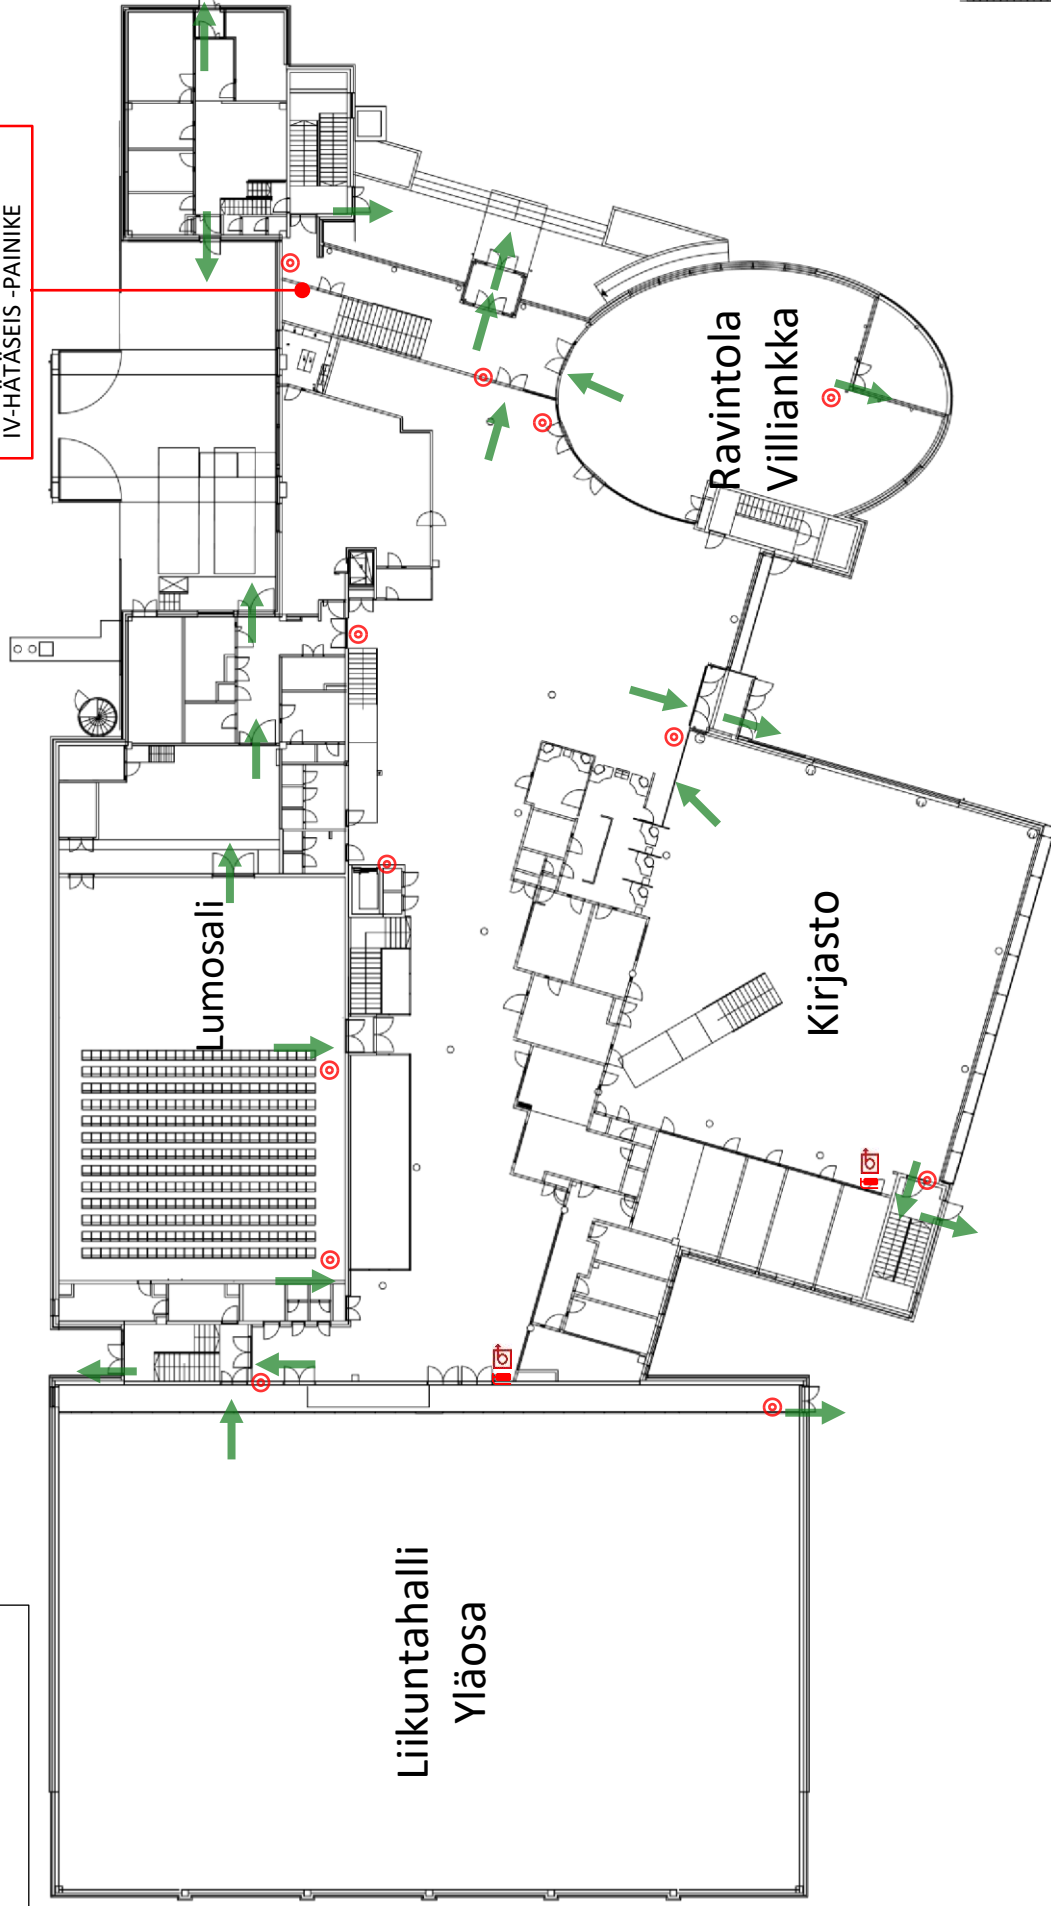 IV-HÄTÄSEIS -PAINIKE
Ravintola
Villiankka
Lumosali
Kirjasto
Liikuntahalli
Yläosa